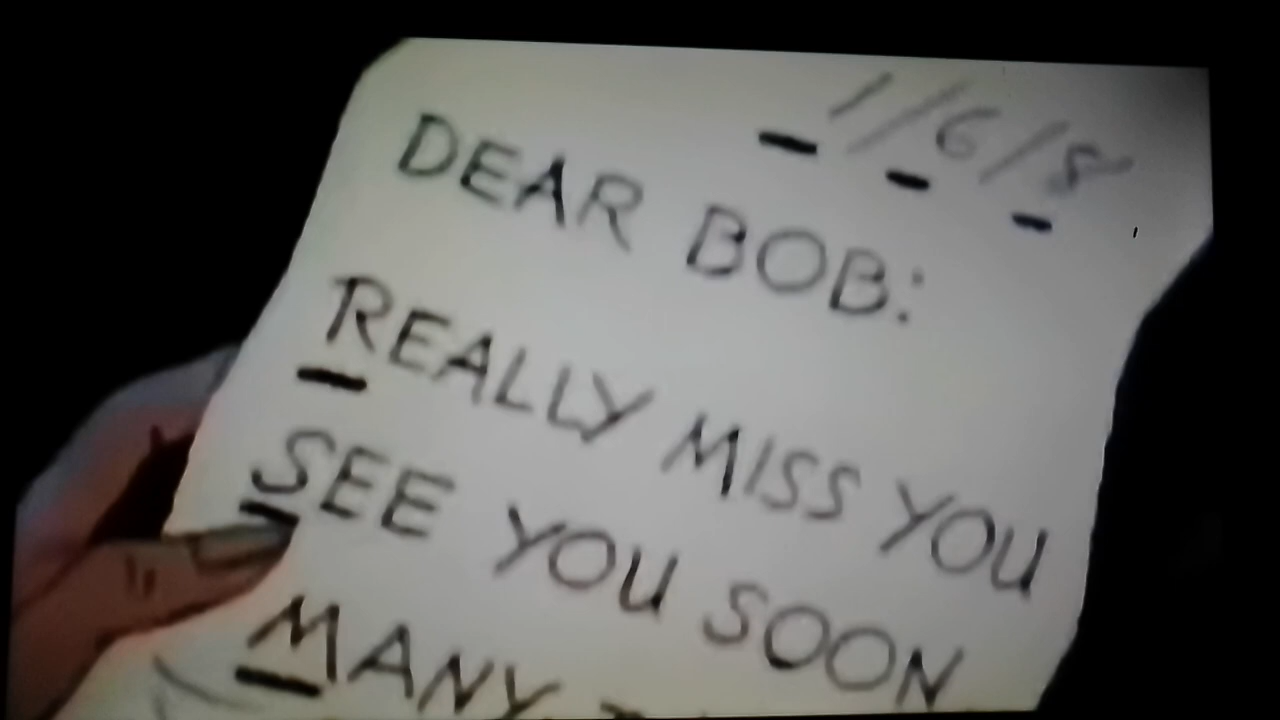 1/6/8
DEAR BOB:
REALLY MISS YOU
SEE YOU SOON
MANY